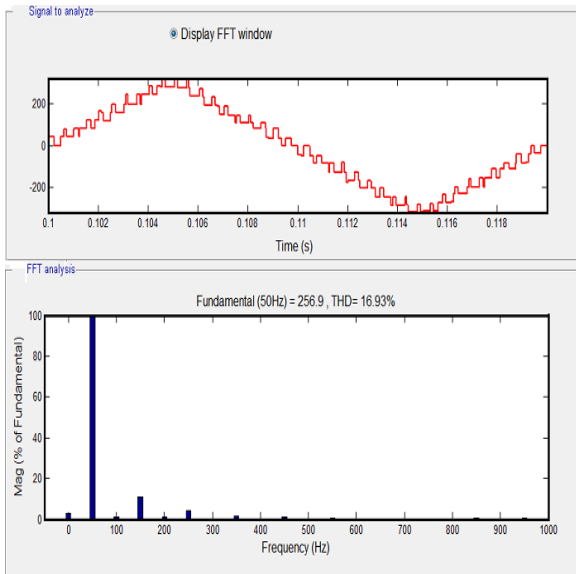 Signal to analyze
Display FFT window
200
0
-200
0.1 0.102 0.104 0.106 0.108 0.11 0.112 0.114 0.116 0.118
Time (s)
FFT analysis
Fundamental (50Hz) = 256.9 , THD= 16.93%
100
80
60
40
20
0
Mag (% of Fundamental)
0 100 200 300 400 500 600 700 800 900 1000
Frequency (Hz)